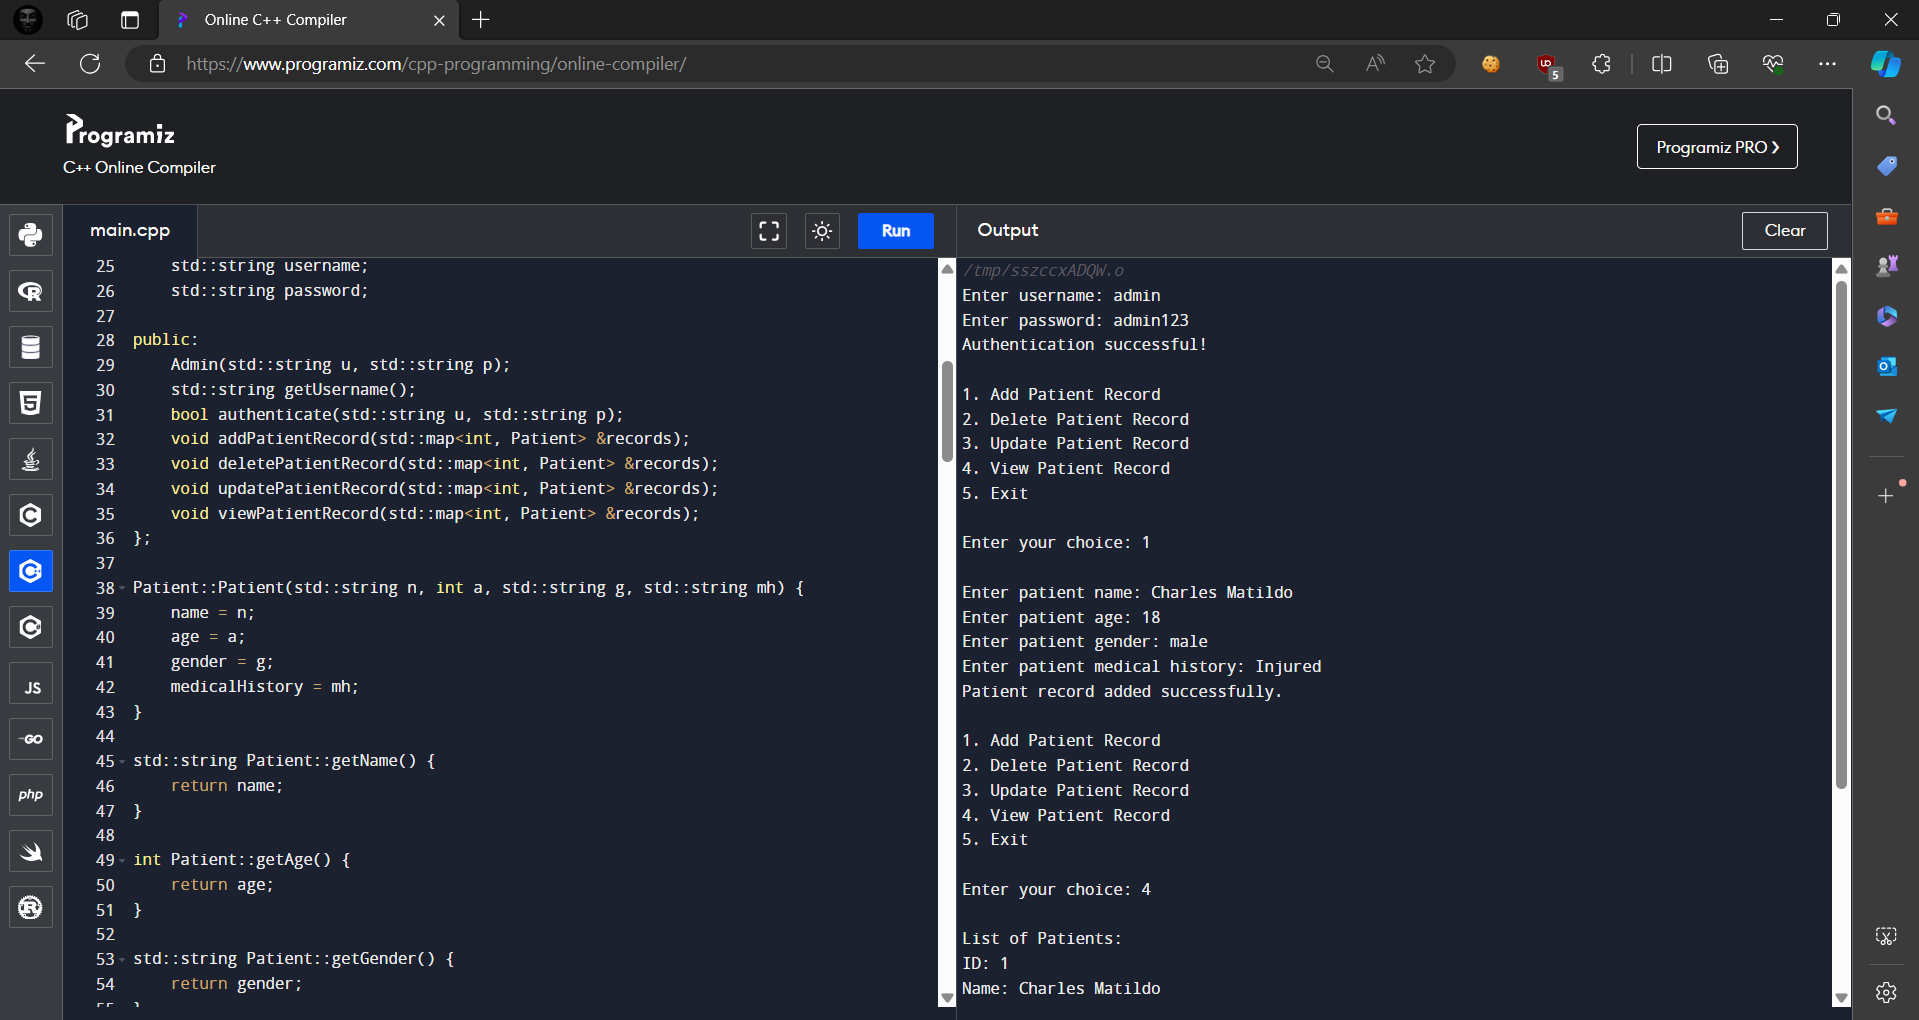 Online C++ Compiler
https://www.programiz.com/cpp-programming/online-compiler/
5
Programiz
C++ Online Compiler
Programiz PRO
main.cpp
Run
25 std::string username;
26 std::string password;
27
28 public:
29 Admin(std::string u, std::string p);
30 std::string getUsername();
31 bool authenticate(std::string u, std::string p);
32 void addPatientRecord(std::map<int, Patient> &records);
33 void deletePatientRecord(std::map<int, Patient> &records);
34 void updatePatientRecord(std::map<int, Patient> &records);
35 void viewPatientRecord(std::map<int, Patient> &records);
36 };
37
38 Patient::Patient(std::string n, int a, std::string g, std::string mh) {
39 name = n;
40 age = a;
41 gender = g;
42 medicalHistory = mh;
43 }
44
45 std::string Patient::getName() {
46 return name;
47 }
48
49 int Patient::getAge() {
50 return age;
51 }
52
53 std::string Patient::getGender() {
54 return gender;
55 }
JS
GO
php
Output
Clear
/tmp/sszccxADQW.o
Enter username: admin
Enter password: admin123
Authentication successful!
1. Add Patient Record
2. Delete Patient Record
3. Update Patient Record
4. View Patient Record
5. Exit
Enter your choice: 1
Enter patient name: Charles Matildo
Enter patient age: 18
Enter patient gender: male
Enter patient medical history: Injured
Patient record added successfully.
1. Add Patient Record
2. Delete Patient Record
3. Update Patient Record
4. View Patient Record
5. Exit
Enter your choice: 4
List of Patients:
ID: 1
Name: Charles Matildo